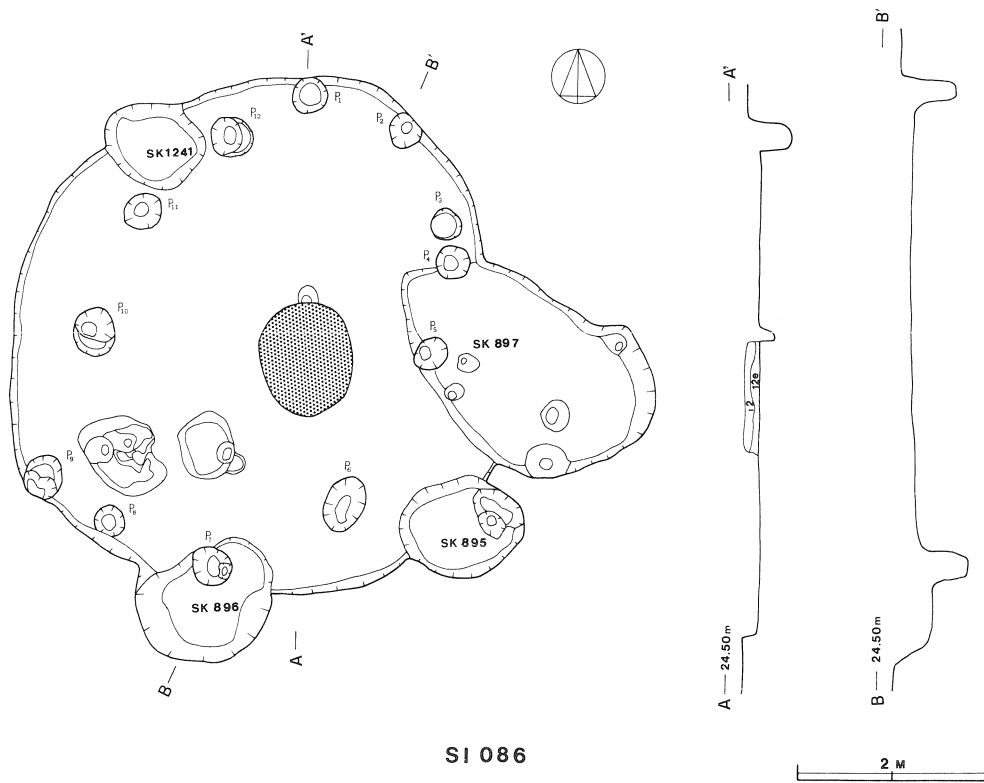 A'
B'
P1
P2
P12
SK1241
P3
P11
P4
P10
P5
SK 897
P9
P6
P8
SK 895
P7
SK 896
A
B
A'
12e
12
A — 24.50m
B'
B — 24.50m
SI 086
2 M